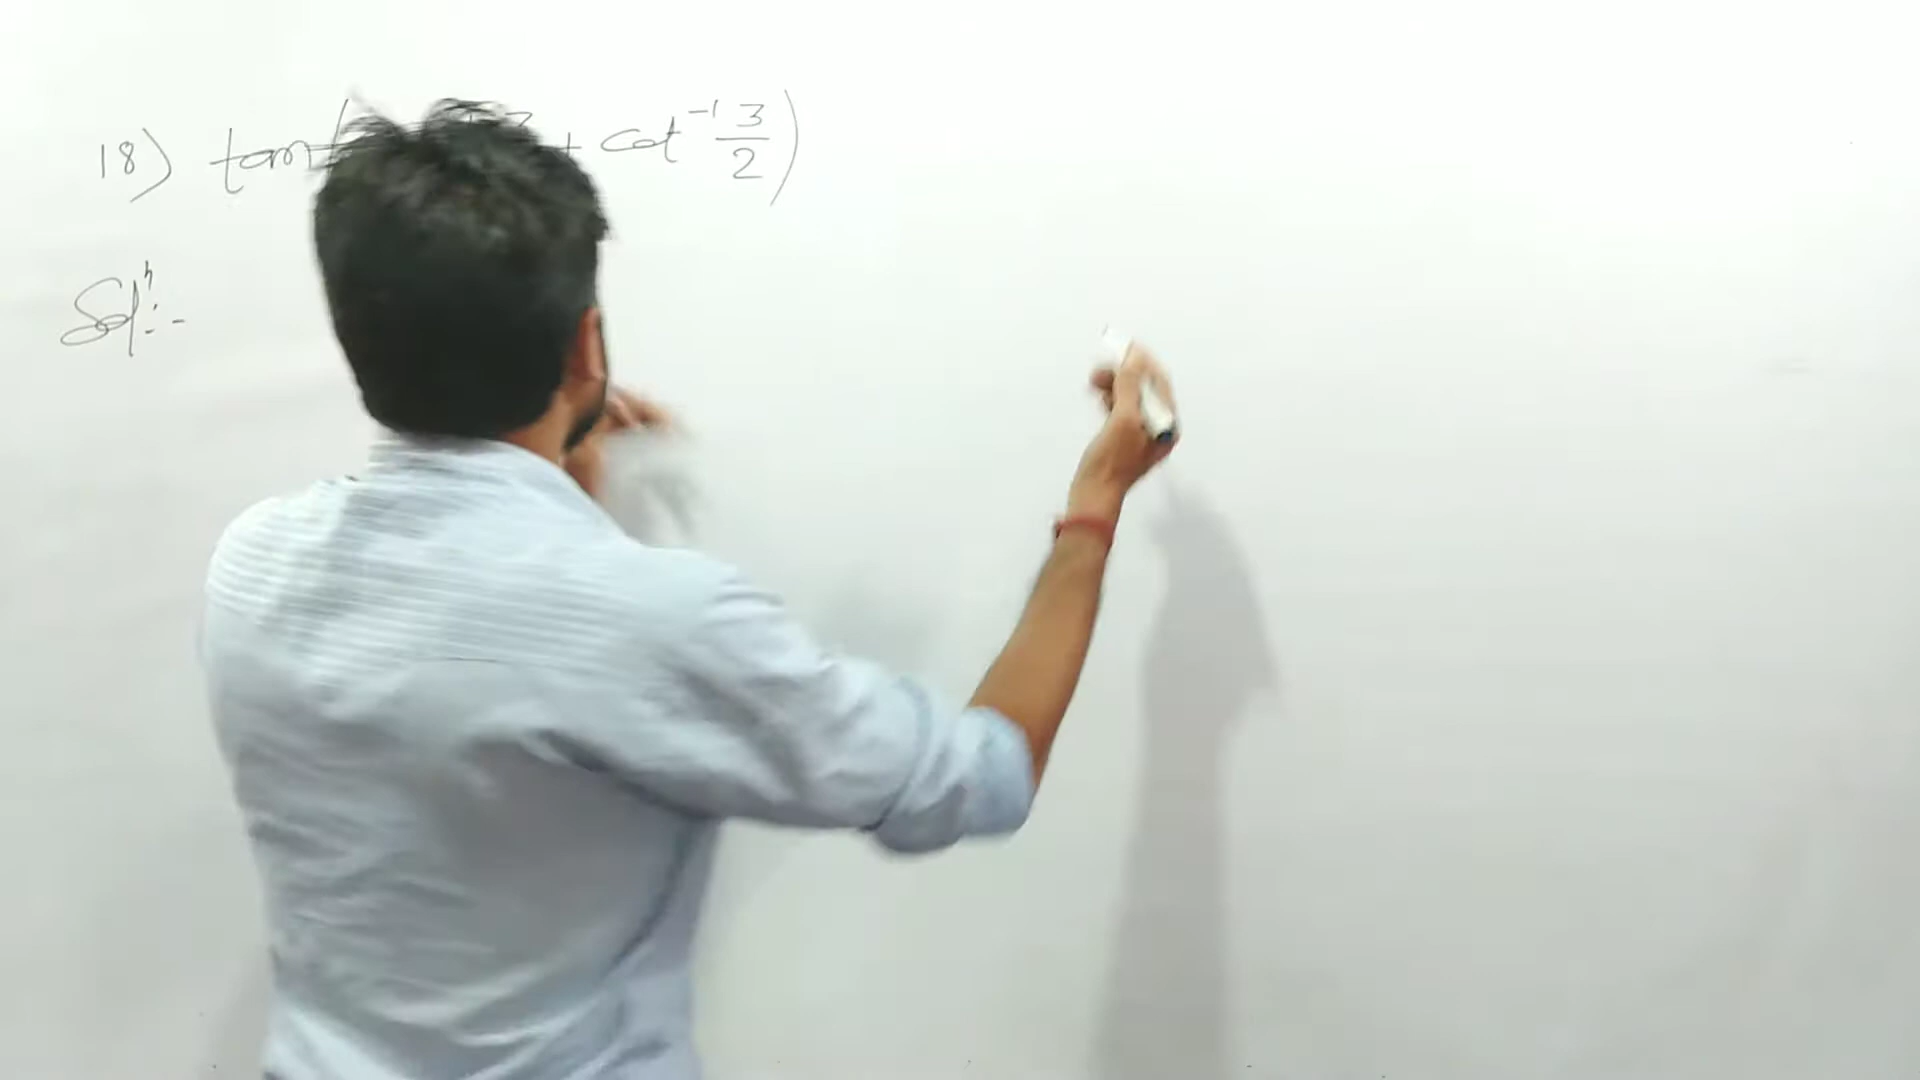 18) tan( + cot⁻¹ 3/2)
Solⁿ:-